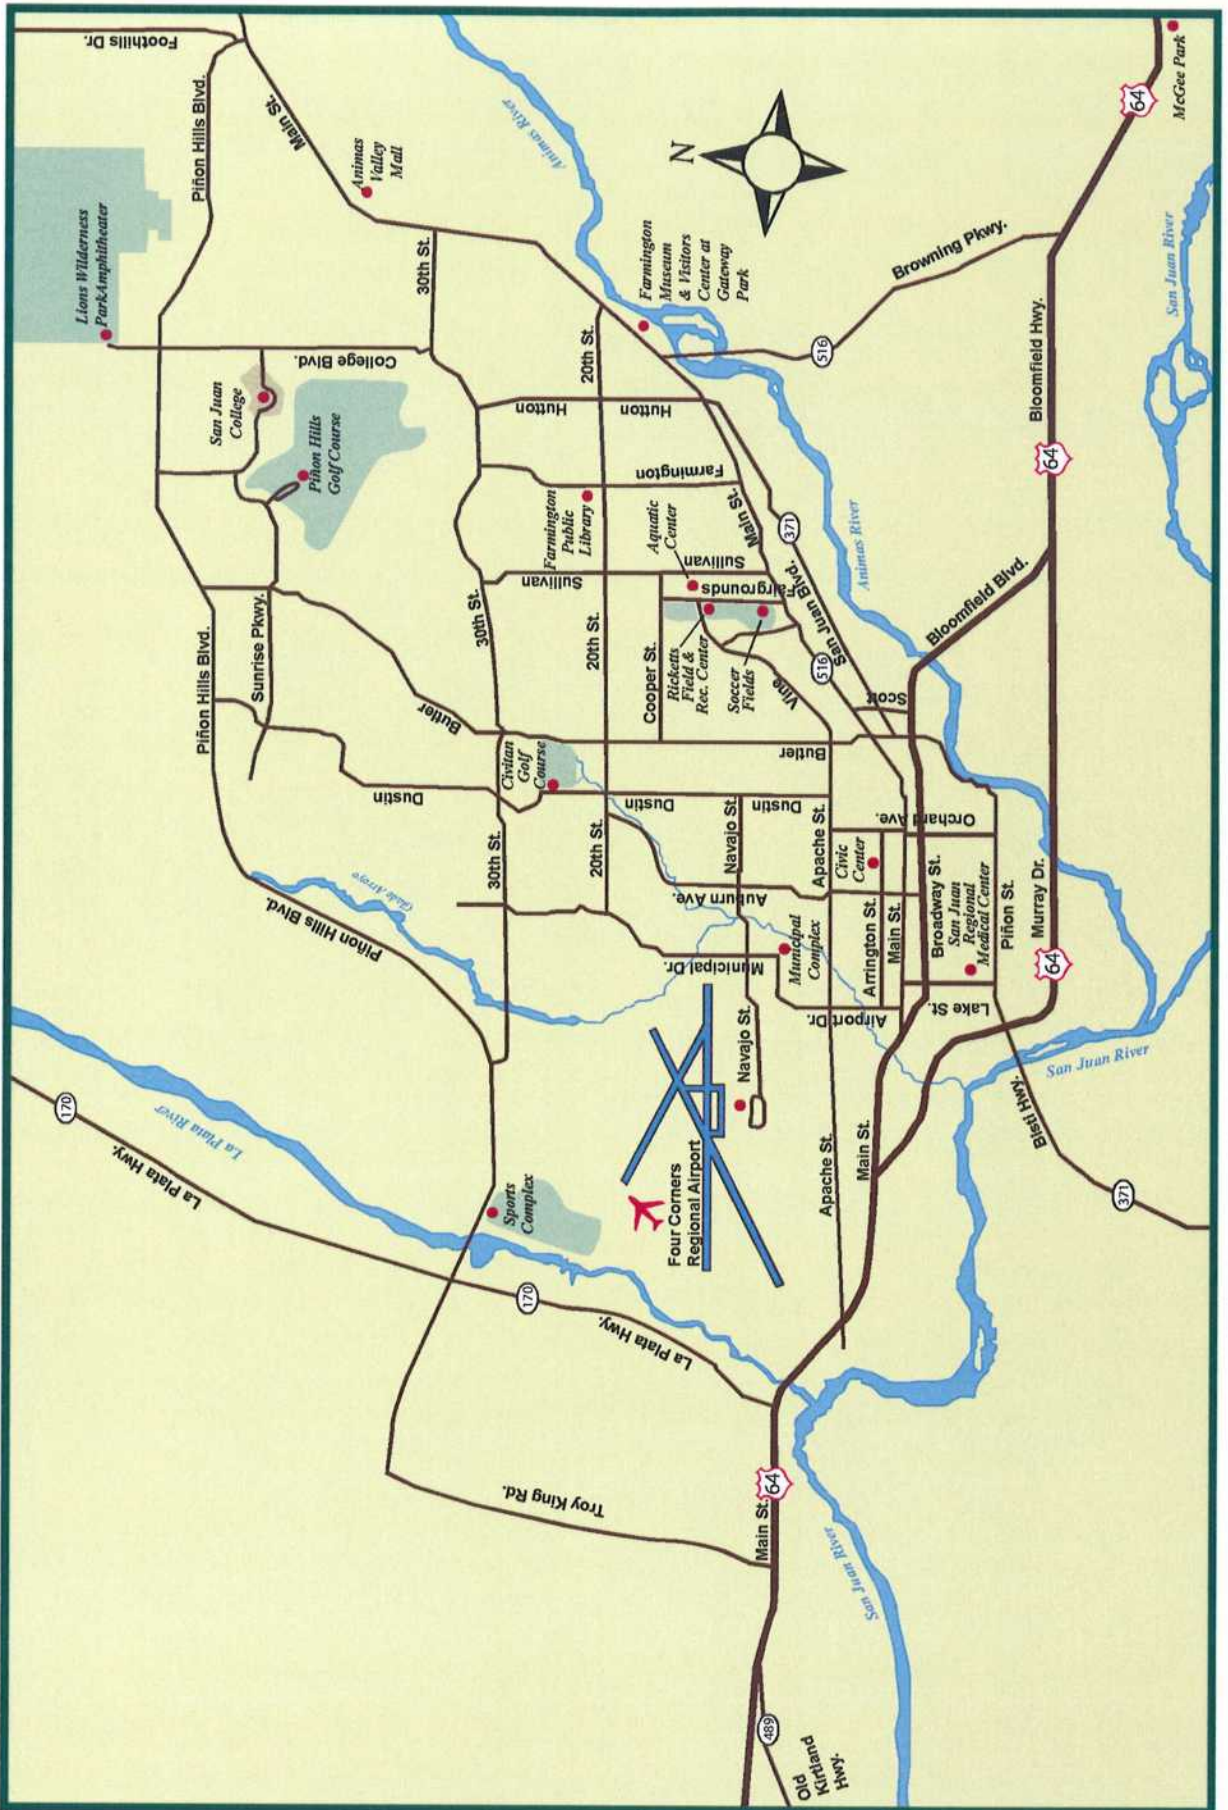 Foothills Dr.
Piñon Hills Blvd.
Main St.
Lions Wilderness
ParkAmphitheater
Animas
Valley
Mall
Animas River
N
64
McGee Park
30th St.
College Blvd.
San Juan
College
Piñon Hills
Golf Course
Farmington
Museum
& Visitors
Center at
Gateway
Park
Browning Pkwy.
516
San Juan River
Bloomfield Hwy.
64
20th St.
Hutton
Hutton
Farmington
Farmington
Public
Library
Aquatic
Center
Main St.
371
Animas River
Sullivan
Sullivan
Fairgrounds
San Juan Blvd.
Bloomfield Blvd.
Piñon Hills Blvd.
Sunrise Pkwy.
30th St.
20th St.
Cooper St.
Ricketts
Field &
Rec. Center
Soccer
Fields
Vine
516
Scott
Butler
Butler
Civitan
Golf
Course
Dustin
Dustin
Dustin
Navajo St.
Apache St.
Orchard Ave.
Civic
Center
30th St.
20th St.
Auburn Ave.
Glade Arroyo
Piñon Hills Blvd.
Municipal Dr.
Municipal
Complex
Arrington St.
Main St.
Broadway St.
San Juan
Regional
Medical Center
Piñon St.
Murray Dr.
64
Airport Dr.
Lake St.
Navajo St.
San Juan River
Bisti Hwy.
371
170
La Plata River
La Plata Hwy.
Sports
Complex
Four Corners
Regional Airport
Apache St.
Main St.
170
La Plata Hwy.
Troy King Rd.
Main St.
64
San Juan River
489
Old
Kirtland
Hwy.